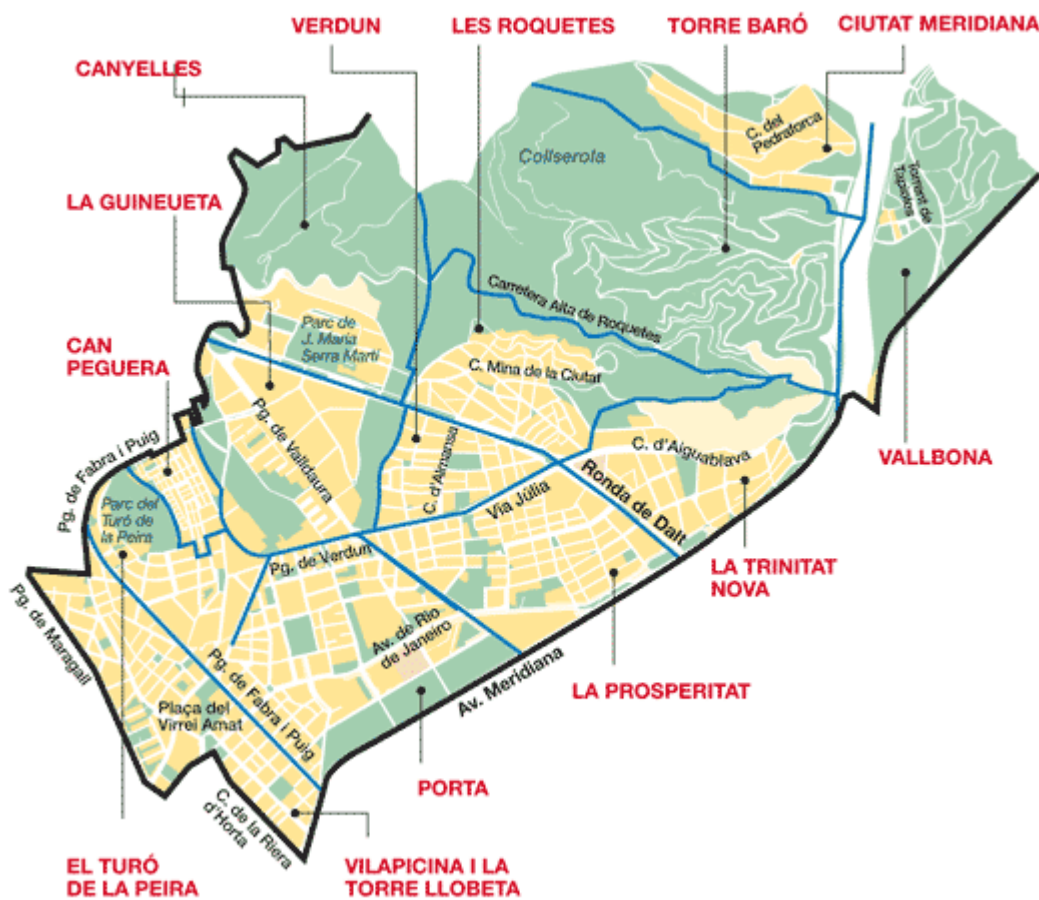 VERDUN
LES ROQUETES
TORRE BARÓ
CIUTAT MERIDIANA
CANYELLES
C. del
Pedraforca
Collserola
Torrent de
Tapioles
LA GUINEUETA
Carretera Alta de Roquetes
Parc de
J. Maria
Serra Martí
CAN
PEGUERA
C. Mina de la Ciutat
Pg. de Valldaura
Pg. de Fabra i Puig
C. d'Almansa
C. d'Aiguablava
VALLBONA
Ronda de Dalt
Via Júlia
Parc del
Turó de
la Peira
Pg. de Verdun
LA TRINITAT
NOVA
Pg. de Maragall
Av. de Rio
de Janeiro
Pg. de Fabra i Puig
Av. Meridiana
LA PROSPERITAT
Plaça del
Virrei Amat
PORTA
C. de la Riera
d'Horta
EL TURÓ
DE LA PEIRA
VILAPICINA I LA
TORRE LLOBETA